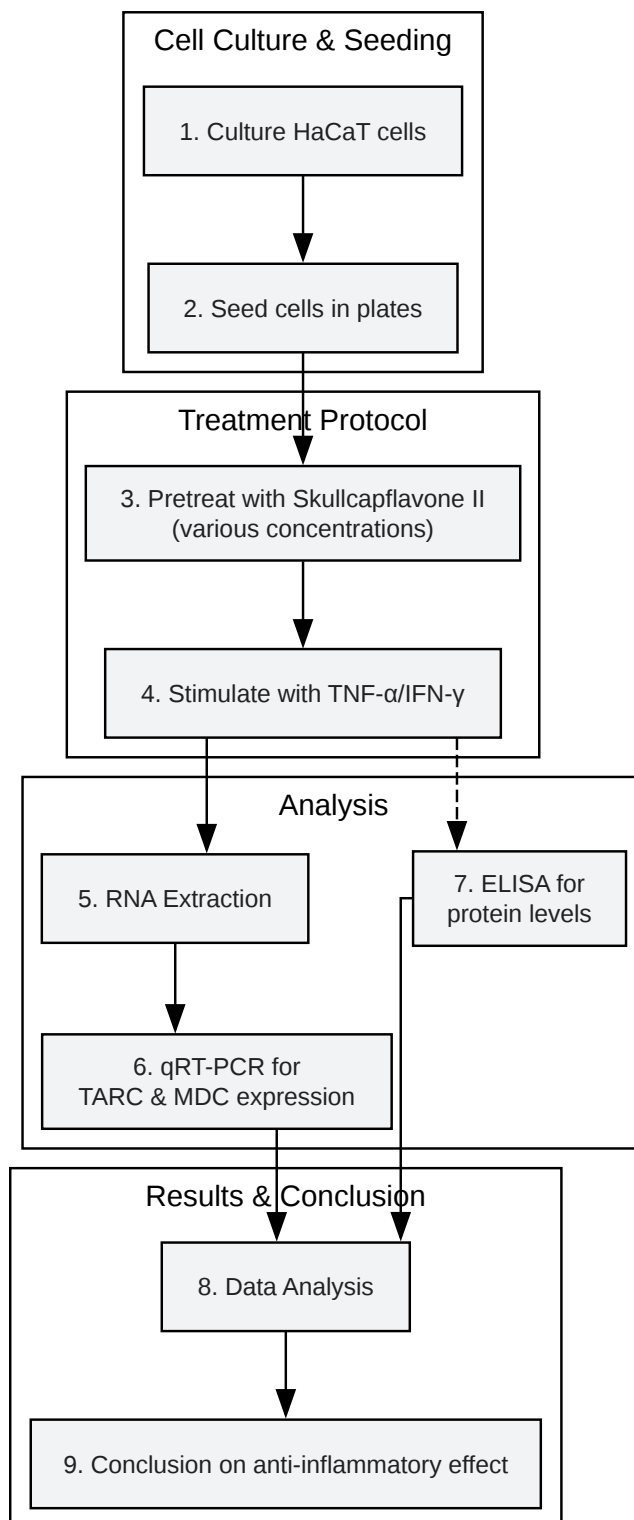 Cell Culture & Seeding
1. Culture HaCaT cells
2. Seed cells in plates
Treatment Protocol
3. Pretreat with Skullcapflavone II
(various concentrations)
4. Stimulate with TNF-α/IFN-γ
Analysis
5. RNA Extraction
7. ELISA for
protein levels
6. qRT-PCR for
TARC & MDC expression
Results & Conclusion
8. Data Analysis
9. Conclusion on anti-inflammatory effect